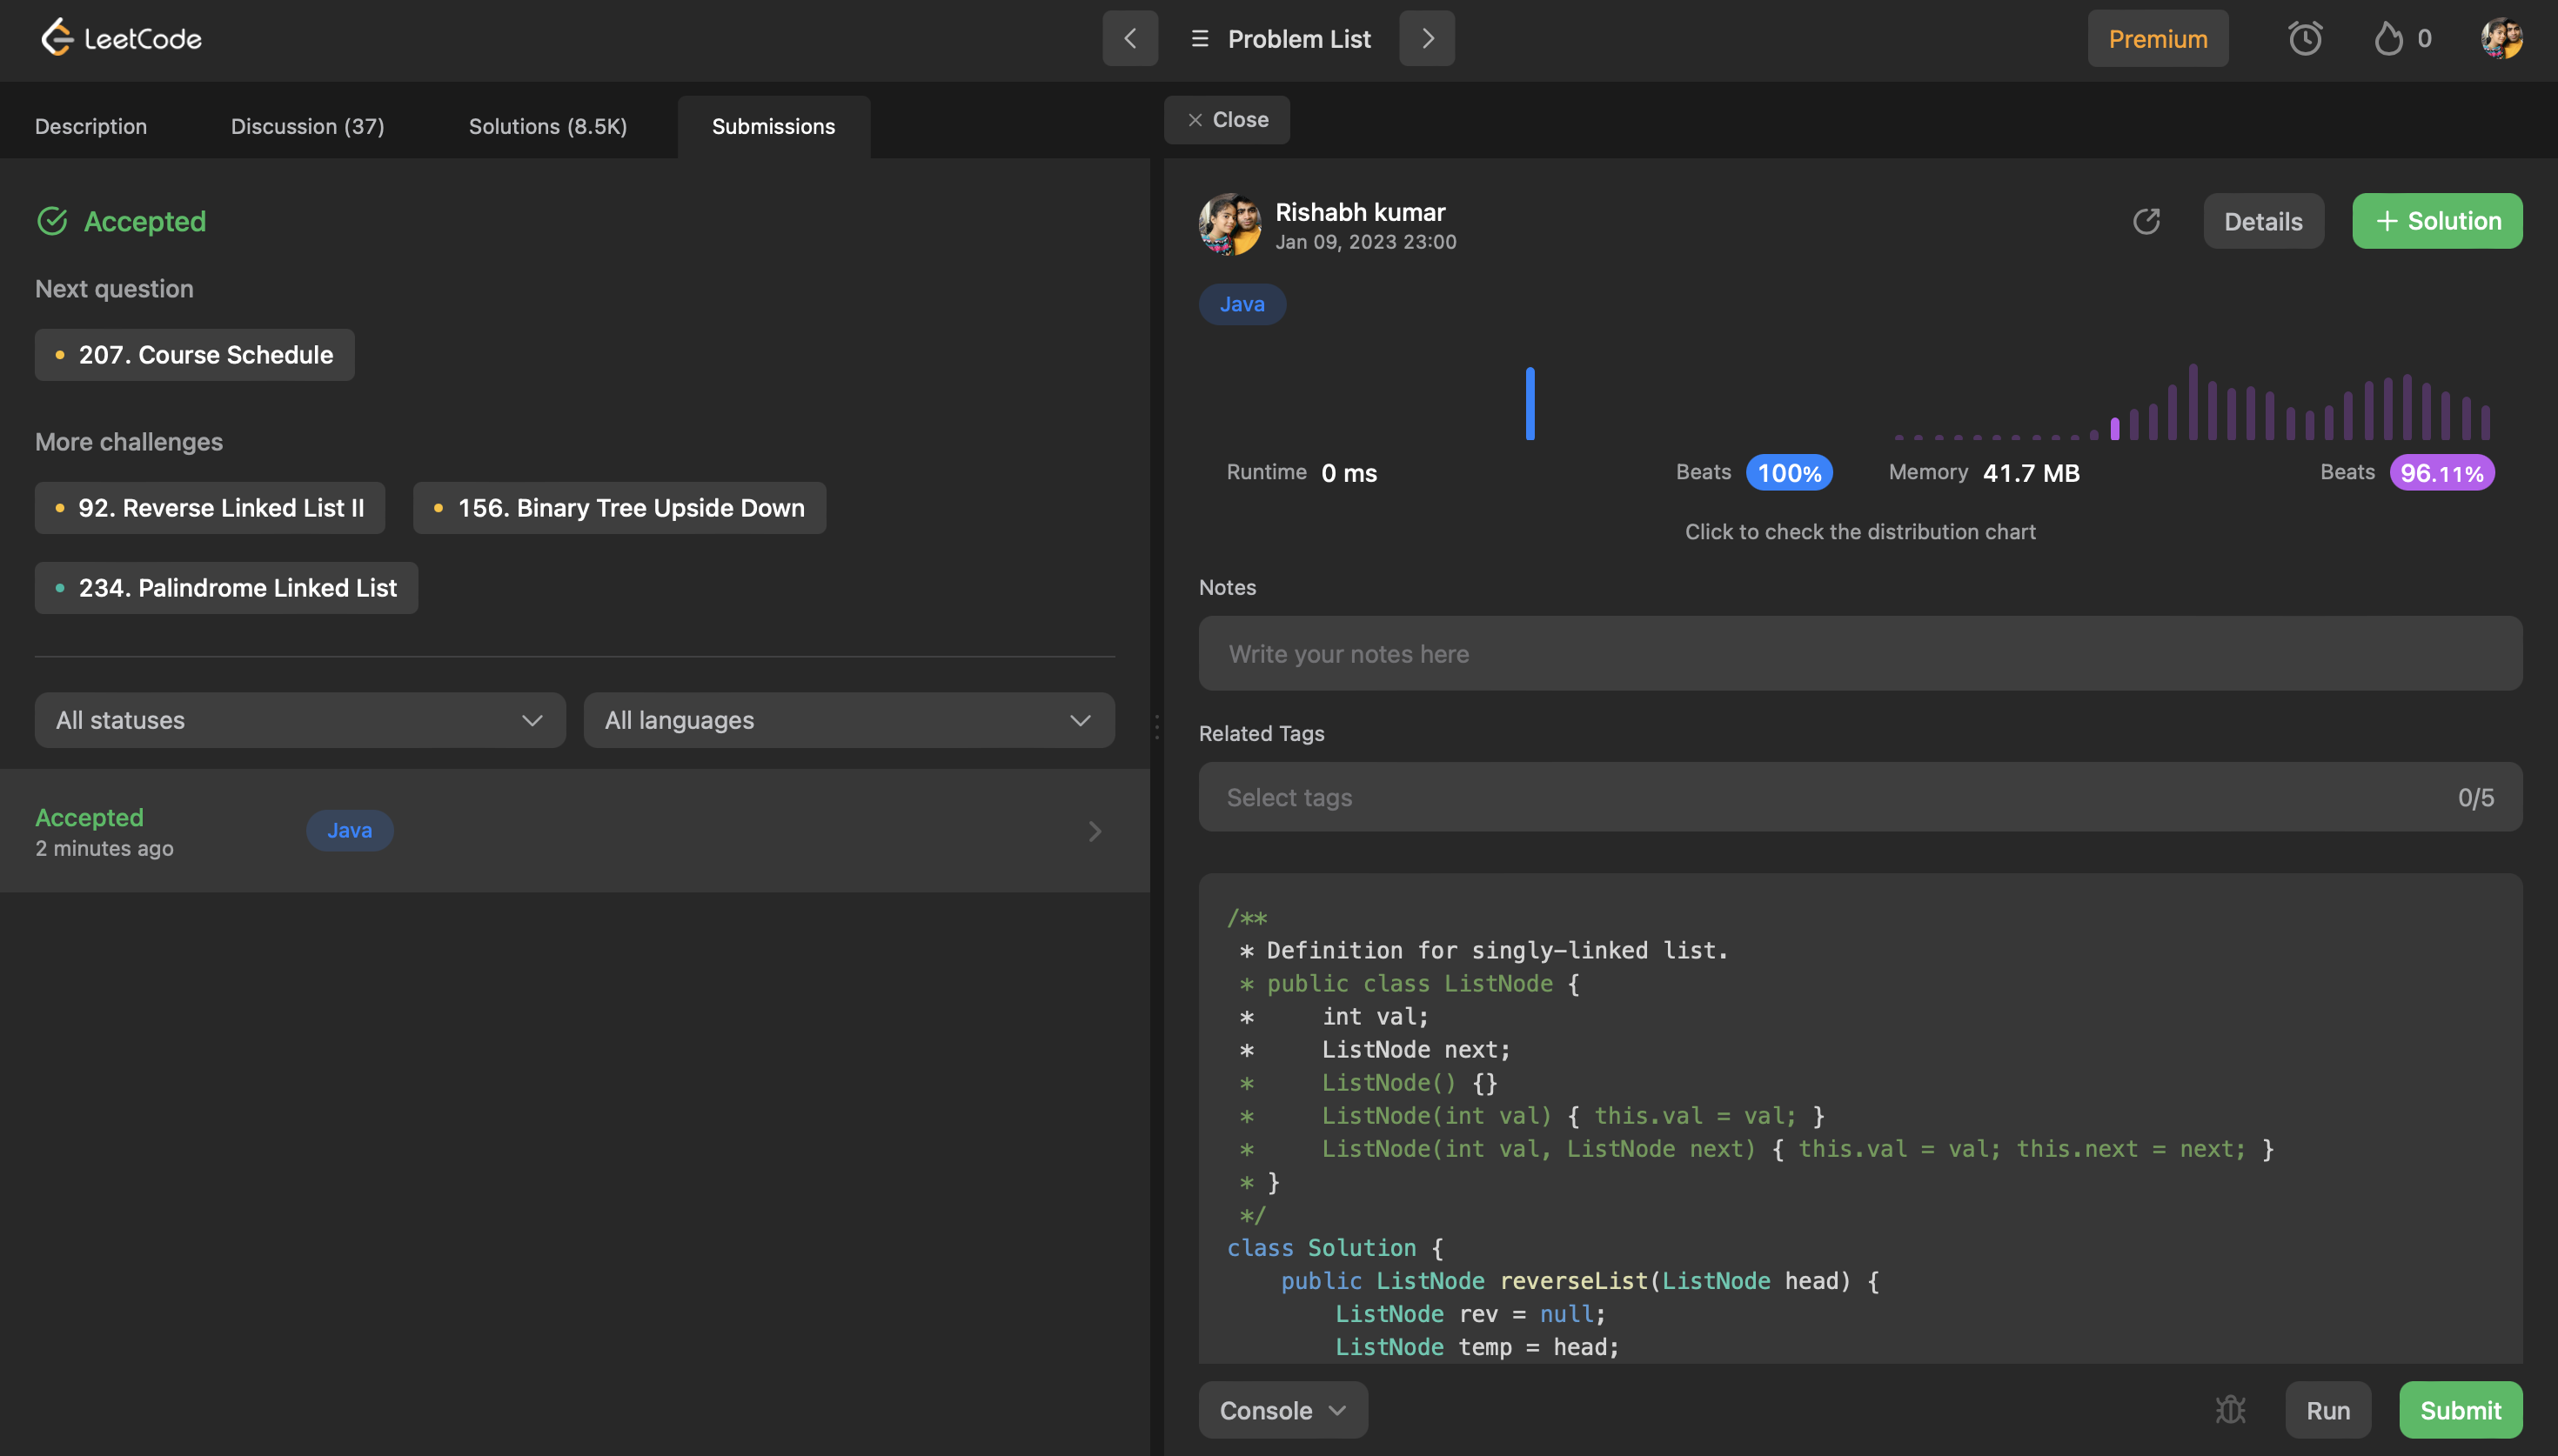 LeetCode
Problem List
Premium
0
Description
Discussion (37)
Solutions (8.5K)
Submissions
Close
Accepted
Next question
207. Course Schedule
More challenges
92. Reverse Linked List II
156. Binary Tree Upside Down
234. Palindrome Linked List
All statuses
All languages
Accepted
2 minutes ago
Java
Rishabh kumar
Jan 09, 2023 23:00
Details
+ Solution
Java
Runtime 0 ms
Beats 100%
Memory 41.7 MB
Beats 96.11%
Click to check the distribution chart
Notes
Write your notes here
Related Tags
Select tags
0/5
/**
 * Definition for singly-linked list.
 * public class ListNode {
 *     int val;
 *     ListNode next;
 *     ListNode() {}
 *     ListNode(int val) { this.val = val; }
 *     ListNode(int val, ListNode next) { this.val = val; this.next = next; }
 * }
 */
class Solution {
    public ListNode reverseList(ListNode head) {
        ListNode rev = null;
        ListNode temp = head;
Console
Run
Submit